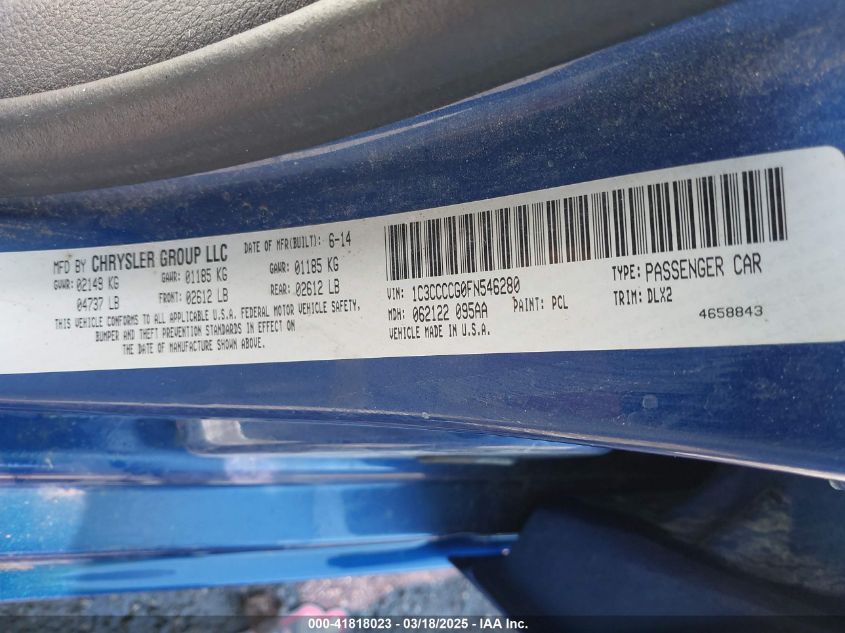 MFD BY CHRYSLER GROUP LLC DATE OF MFR(BUILT): 6-14
GVWR: 02149 KG GAWR: 01185 KG GAWR: 01185 KG
04737 LB FRONT: 02612 LB REAR: 02612 LB
THIS VEHICLE CONFORMS TO ALL APPLICABLE U.S.A. FEDERAL MOTOR VEHICLE SAFETY,
BUMPER AND THEFT PREVENTION STANDARDS IN EFFECT ON
THE DATE OF MANUFACTURE SHOWN ABOVE.
VIN: 1C3CCCCG0FN546280 TYPE: PASSENGER CAR
MDH: 062122 095AA PAINT: PCL TRIM: DLX2
VEHICLE MADE IN U.S.A. 4658843
000-41818023 — 03/18/2025 — IAA Inc.